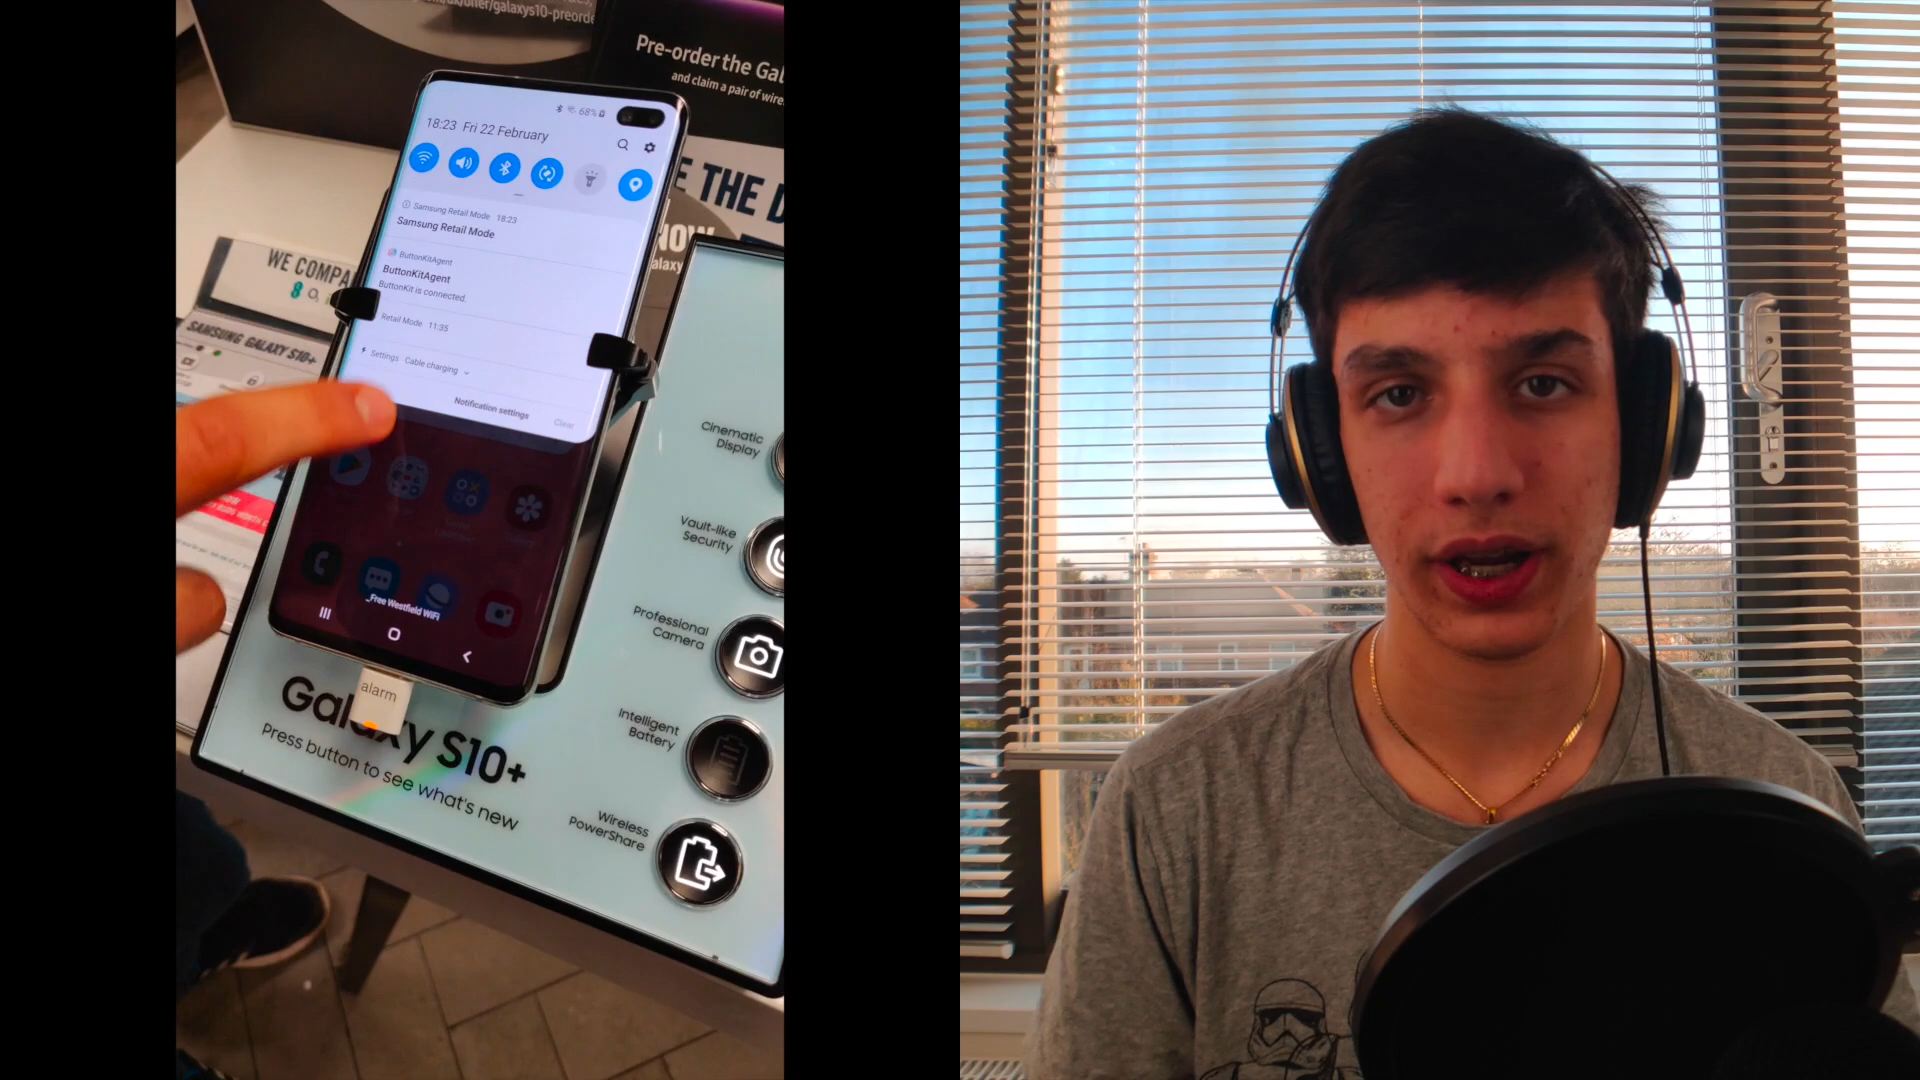 Pre-order the Gal
and claim a pair of wire
68%
18:23 Fri 22 February
Samsung Retail Mode 18:23
Samsung Retail Mode
ButtonKitAgent
ButtonKitAgent
ButtonKit is connected.
Retail Mode 11:35
Settings · Cable charging
Notification settings
Clear
Free Westfield WiFi
E THE D
NOW
alaxy
WE COMPA
SAMSUNG GALAXY S10+
alarm
Galaxy S10+
Press button to see what's new
Cinematic
Display
Vault-like
Security
Professional
Camera
Intelligent
Battery
Wireless
PowerShare